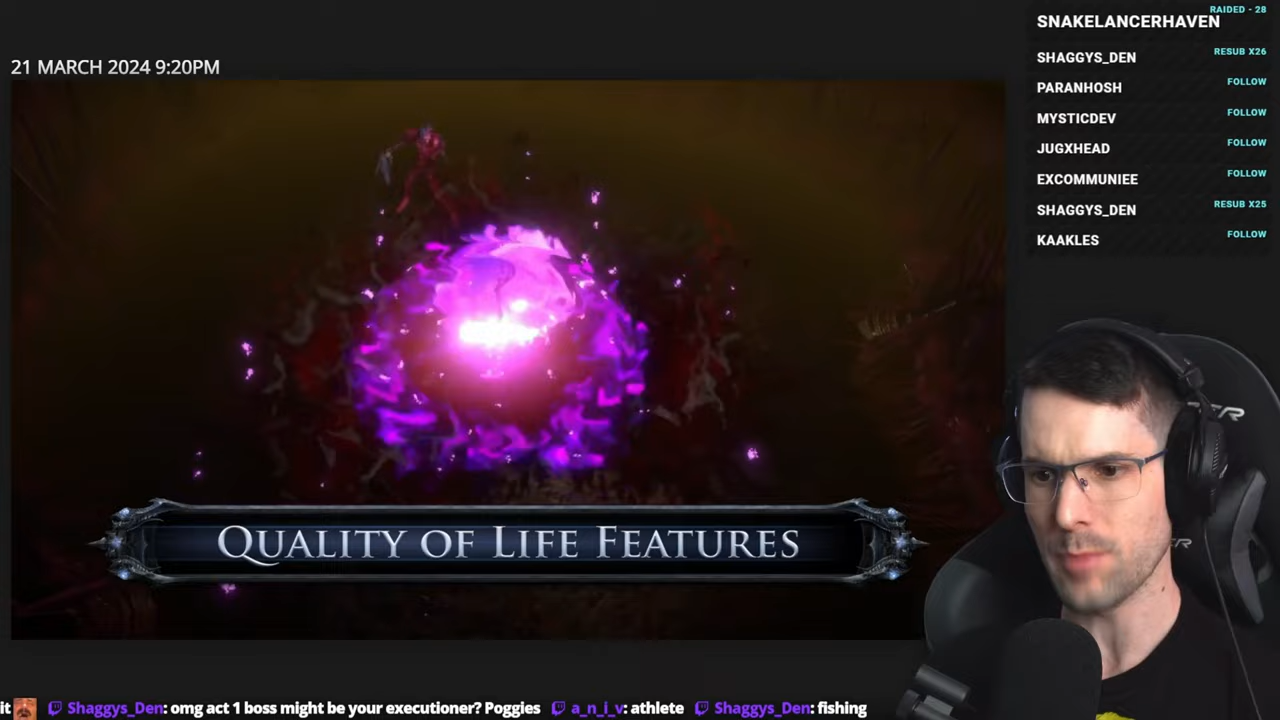 RAIDED - 28
SNAKELANCERHAVEN
SHAGGYS_DEN RESUB X26
PARANHOSH FOLLOW
MYSTICDEV FOLLOW
JUGXHEAD FOLLOW
EXCOMMUNIEE FOLLOW
SHAGGYS_DEN RESUB X25
KAAKLES FOLLOW
21 MARCH 2024 9:20PM
QUALITY OF LIFE FEATURES
it Shaggys_Den: omg act 1 boss might be your executioner? Poggies a_n_i_v: athlete Shaggys_Den: fishing